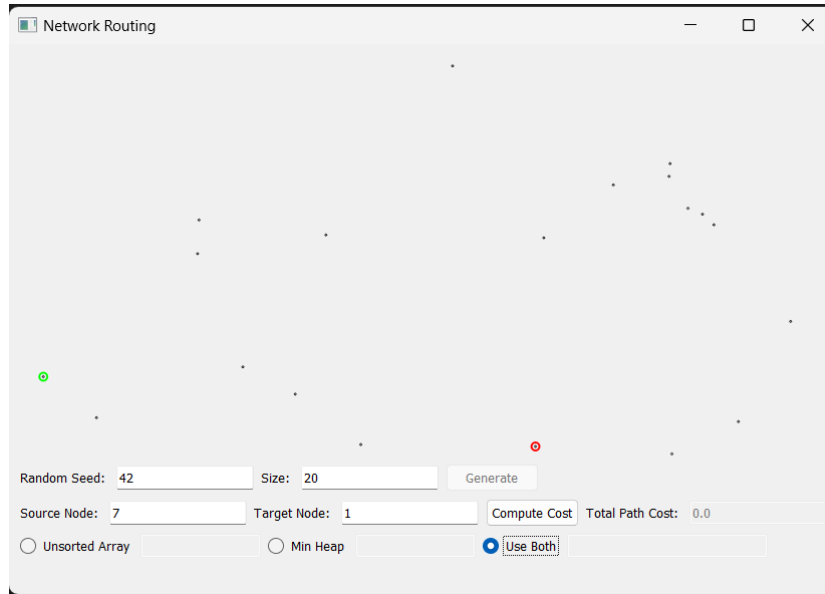 Network Routing
Random Seed: 42 Size: 20 Generate
Source Node: 7 Target Node: 1 Compute Cost Total Path Cost: 0.0
Unsorted Array Min Heap Use Both